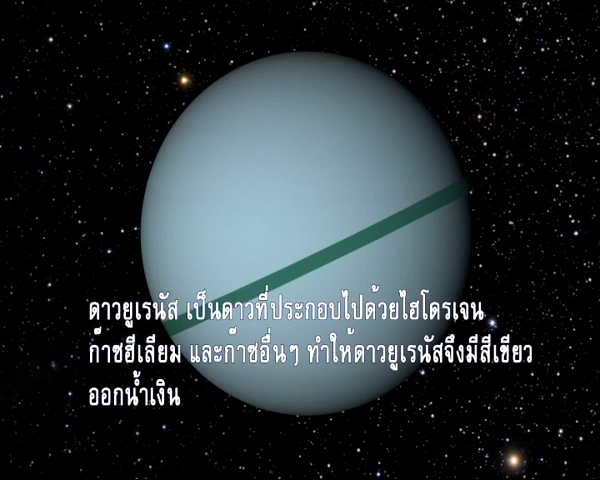 ดาวยูเรนัส เป็นดาวที่ประกอบไปด้วยไฮโดรเจน
ก๊าซฮีเลียม และก๊าซอื่นๆ ทำให้ดาวยูเรนัสจึงมีสีเขียว
ออกน้ำเงิน